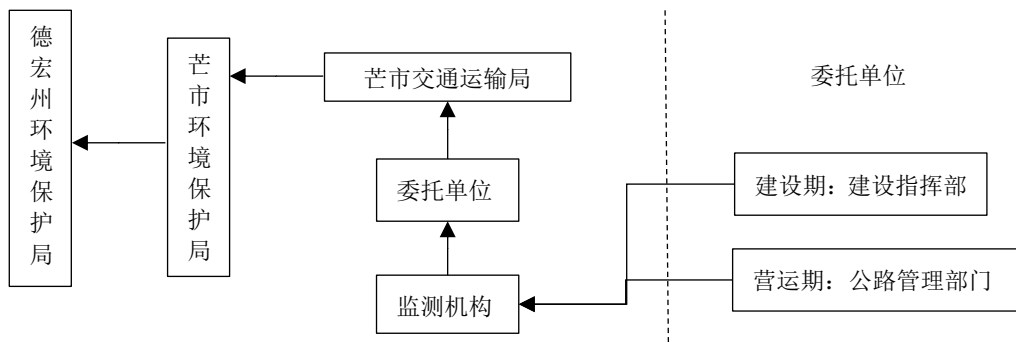 德宏州环境保护局
芒市环境保护局
芒市交通运输局
委托单位
监测机构
委托单位
建设期：建设指挥部
营运期：公路管理部门